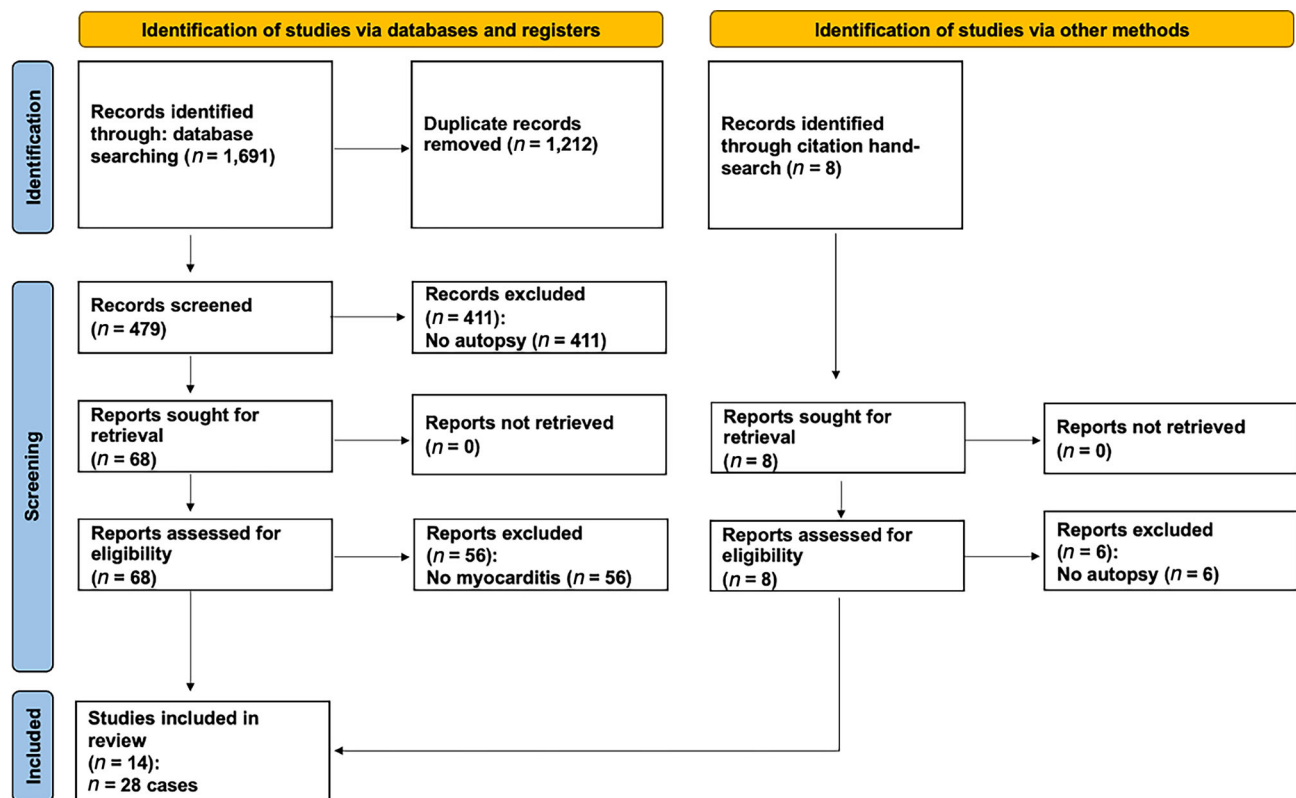 Identification of studies via databases and registers
Identification of studies via other methods
Identification
Records identified
through: database
searching (n = 1,691)
Duplicate records
removed (n = 1,212)
Records identified
through citation hand-
search (n = 8)
Screening
Records screened
(n = 479)
Records excluded
(n = 411):
No autopsy (n = 411)
Reports sought for
retrieval
(n = 68)
Reports not retrieved
(n = 0)
Reports sought for
retrieval
(n = 8)
Reports not retrieved
(n = 0)
Reports assessed for
eligibility
(n = 68)
Reports excluded
(n = 56):
No myocarditis (n = 56)
Reports assessed for
eligibility
(n = 8)
Reports excluded
(n = 6):
No autopsy (n = 6)
Included
Studies included in
review
(n = 14):
n = 28 cases